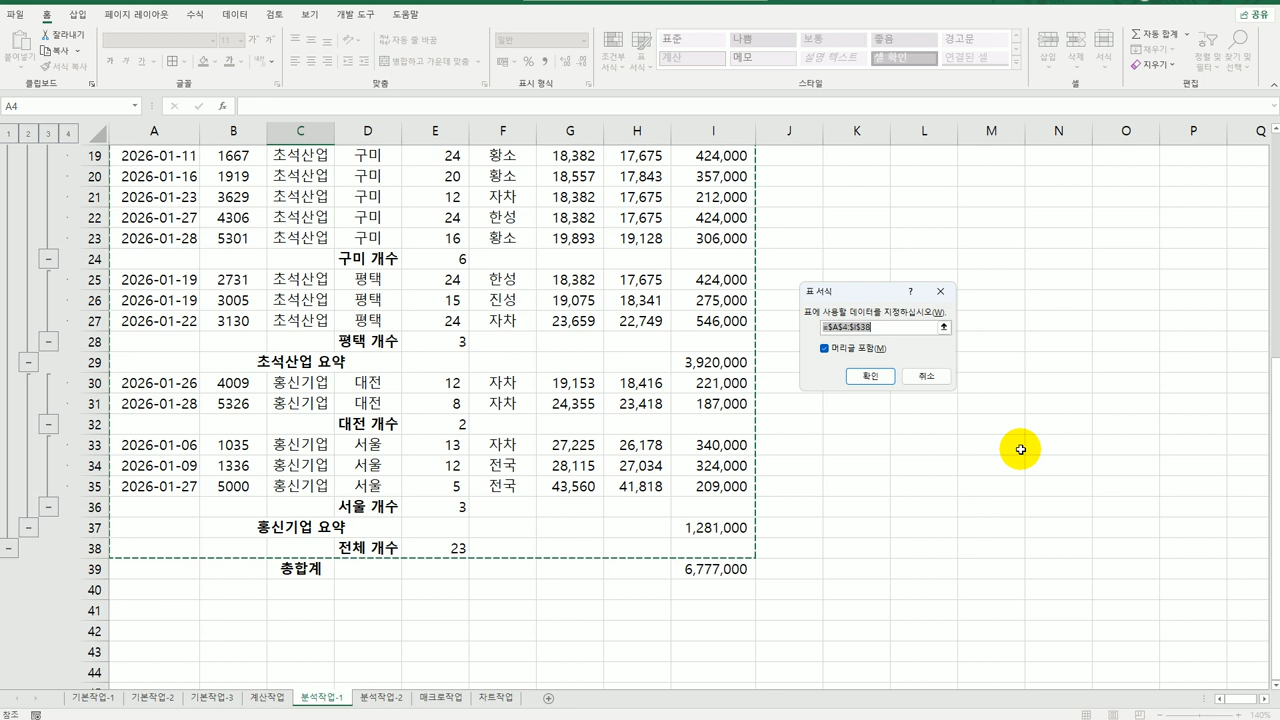 파일 홈 삽입 페이지 레이아웃 수식 데이터 검토 보기 개발 도구 도움말 공유
잘라내기
복사
서식 복사
붙여넣기
클립보드
11
가 가 가
자동 줄 바꿈
병합하고 가운데 맞춤
글꼴
맞춤
일반
표시 형식
조건부 서식
표 서식
표준 나쁨 보통 좋음 경고문
계산 메모 설명 텍스트 셀 확인 연결된 셀
스타일
삽입 삭제 서식
셀
자동 합계
채우기
지우기
정렬 및 필터
찾기 및 선택
편집
A4 fx
1 2 3 4 A B C D E F G H I J K L M N O P Q
19 2026-01-11 1667 초석산업 구미 24 황소 18,382 17,675 424,000
20 2026-01-16 1919 초석산업 구미 20 황소 18,557 17,843 357,000
21 2026-01-23 3629 초석산업 구미 12 자차 18,382 17,675 212,000
22 2026-01-27 4306 초석산업 구미 24 한성 18,382 17,675 424,000
23 2026-01-28 5301 초석산업 구미 16 황소 19,893 19,128 306,000
24 구미 개수 6
25 2026-01-19 2731 초석산업 평택 24 한성 18,382 17,675 424,000
26 2026-01-19 3005 초석산업 평택 15 진성 19,075 18,341 275,000
27 2026-01-22 3130 초석산업 평택 24 자차 23,659 22,749 546,000
28 평택 개수 3
29 초석산업 요약 3,920,000
30 2026-01-26 4009 홍신기업 대전 12 자차 19,153 18,416 221,000
31 2026-01-28 5326 홍신기업 대전 8 자차 24,355 23,418 187,000
32 대전 개수 2
33 2026-01-06 1035 홍신기업 서울 13 자차 27,225 26,178 340,000
34 2026-01-09 1336 홍신기업 서울 12 전국 28,115 27,034 324,000
35 2026-01-27 5000 홍신기업 서울 5 전국 43,560 41,818 209,000
36 서울 개수 3
37 홍신기업 요약 1,281,000
38 전체 개수 23
39 총합계 6,777,000
40
41
42
43
44
표 서식 ?
표에 사용할 데이터를 지정하십시오(W).
=$A$4:$I$38
머리글 포함(M)
확인 취소
기본작업-1 기본작업-2 기본작업-3 계산작업 분석작업-1 분석작업-2 매크로작업 차트작업
참조 140%